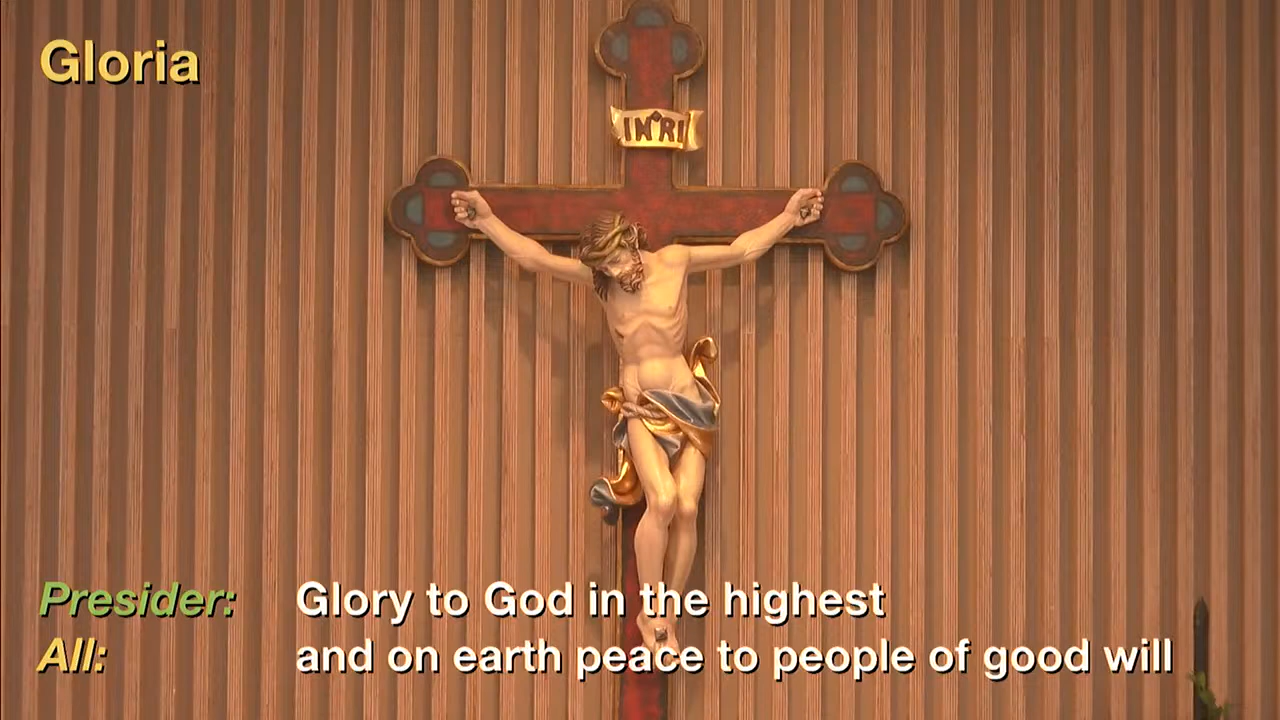 Gloria
INRI
Presider: Glory to God in the highest
All: and on earth peace to people of good will